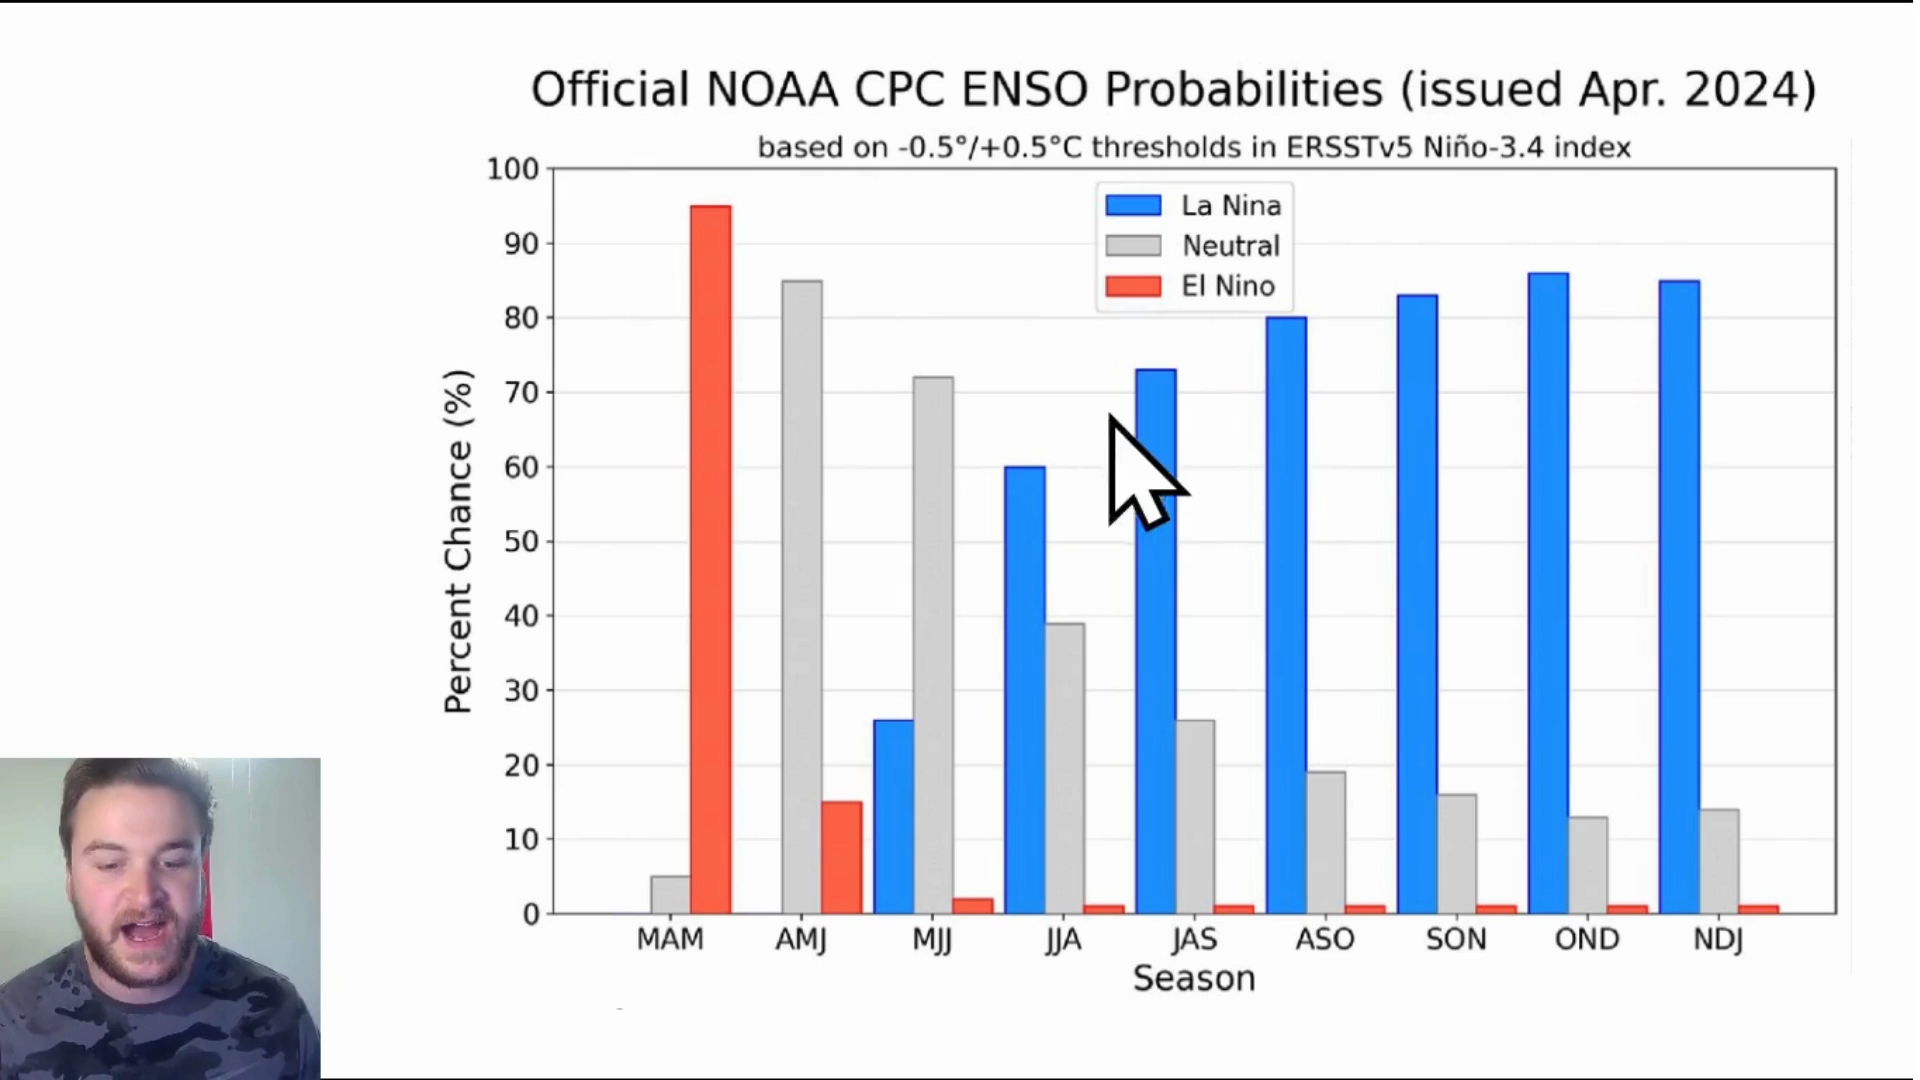 Official NOAA CPC ENSO Probabilities (issued Apr. 2024)
based on -0.5°/+0.5°C thresholds in ERSSTv5 Niño-3.4 index
La Nina
Neutral
El Nino
Percent Chance (%)
100
90
80
70
60
50
40
30
20
10
0
MAM AMJ MJJ JJA JAS ASO SON OND NDJ
Season